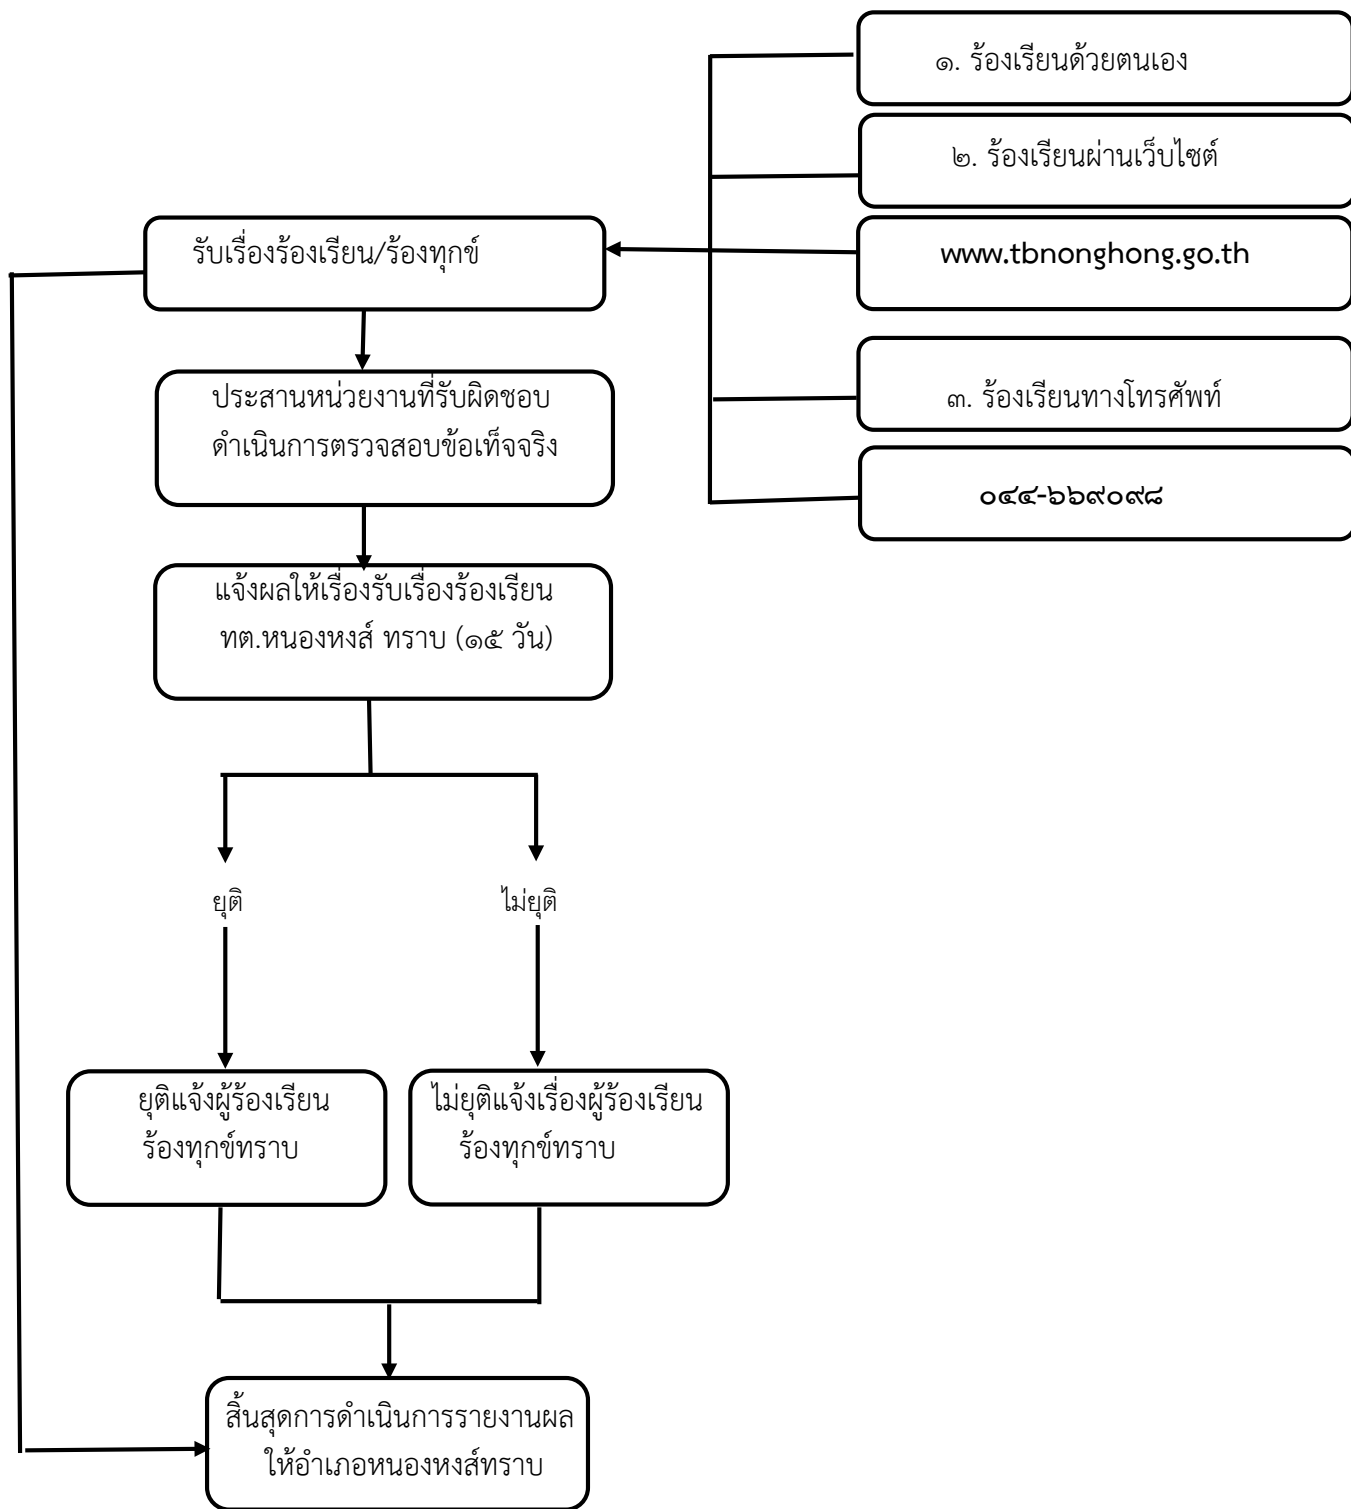 ๑. ร้องเรียนด้วยตนเอง
๒. ร้องเรียนผ่านเว็บไซต์
www.tbnonghong.go.th
๓. ร้องเรียนทางโทรศัพท์
๐๔๔-๖๖๙๐๙๘
รับเรื่องร้องเรียน/ร้องทุกข์
ประสานหน่วยงานที่รับผิดชอบ
ดำเนินการตรวจสอบข้อเท็จจริง
แจ้งผลให้เรื่องรับเรื่องร้องเรียน
ทต.หนองหงส์ ทราบ (๑๕ วัน)
ยุติ
ไม่ยุติ
ยุติแจ้งผู้ร้องเรียน
ร้องทุกข์ทราบ
ไม่ยุติแจ้งเรื่องผู้ร้องเรียน
ร้องทุกข์ทราบ
สิ้นสุดการดำเนินการรายงานผล
ให้อำเภอหนองหงส์ทราบ